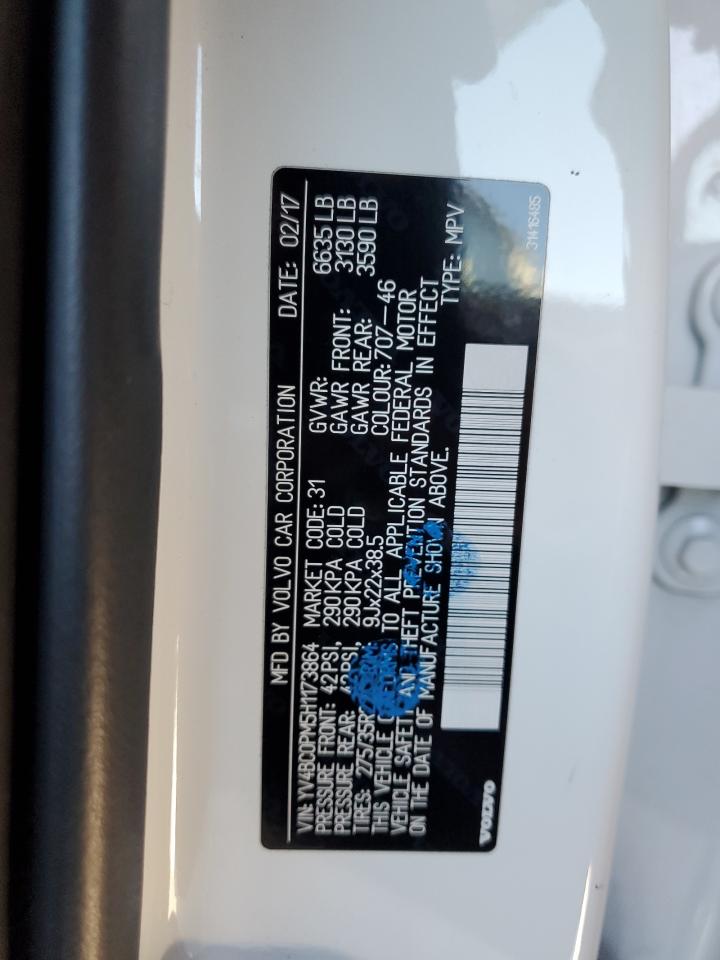 MFD BY VOLVO CAR CORPORATION DATE: 02/17
VIN: YV4BC0PM5H1173864 MARKET CODE: 31 GVWR: 6635 LB
PRESSURE FRONT: 42PSI, 290KPA COLD GAWR FRONT: 3130 LB
PRESSURE REAR: 42PSI, 290KPA COLD GAWR REAR: 3590 LB
TIRES: 275/35R 9Jx22x38.5 COLOUR: 707-46
THIS VEHICLE TO ALL APPLICABLE FEDERAL MOTOR
VEHICLE SAFETY AND THEFT PREVENTION STANDARDS IN EFFECT
ON THE DATE OF MANUFACTURE SHOWN ABOVE. TYPE: MPV
VOLVO 31416485